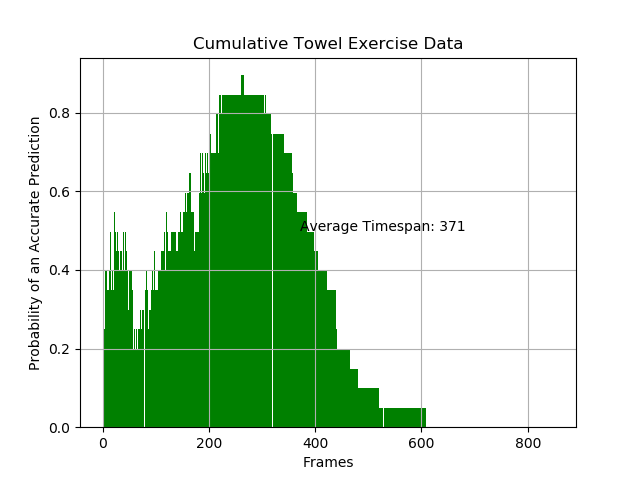 Cumulative Towel Exercise Data
Probability of an Accurate Prediction
0.8
0.6
0.4
0.2
0.0
Average Timespan: 371
0 200 400 600 800
Frames